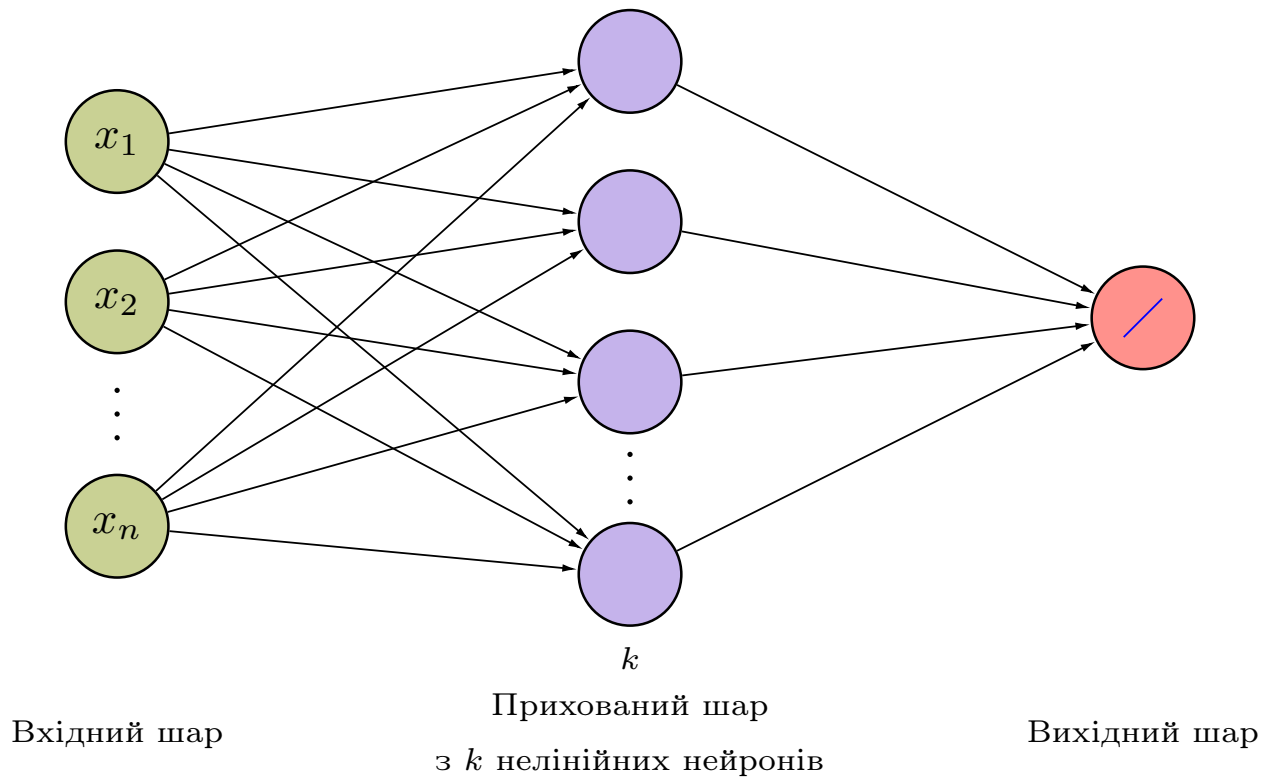 x₁
x₂
xₙ
k
Вхідний шар
Прихований шар
з k нелінійних нейронів
Вихідний шар